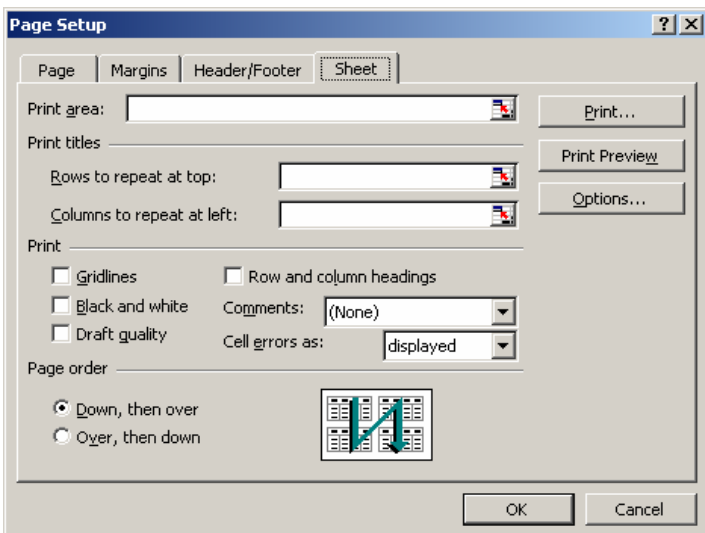 Page Setup
Page Margins Header/Footer Sheet
Print area:
Print...
Print titles
Print Preview
Rows to repeat at top:
Options...
Columns to repeat at left:
Print
Gridlines Row and column headings
Black and white Comments: (None)
Draft quality Cell errors as: displayed
Page order
Down, then over
Over, then down
OK Cancel